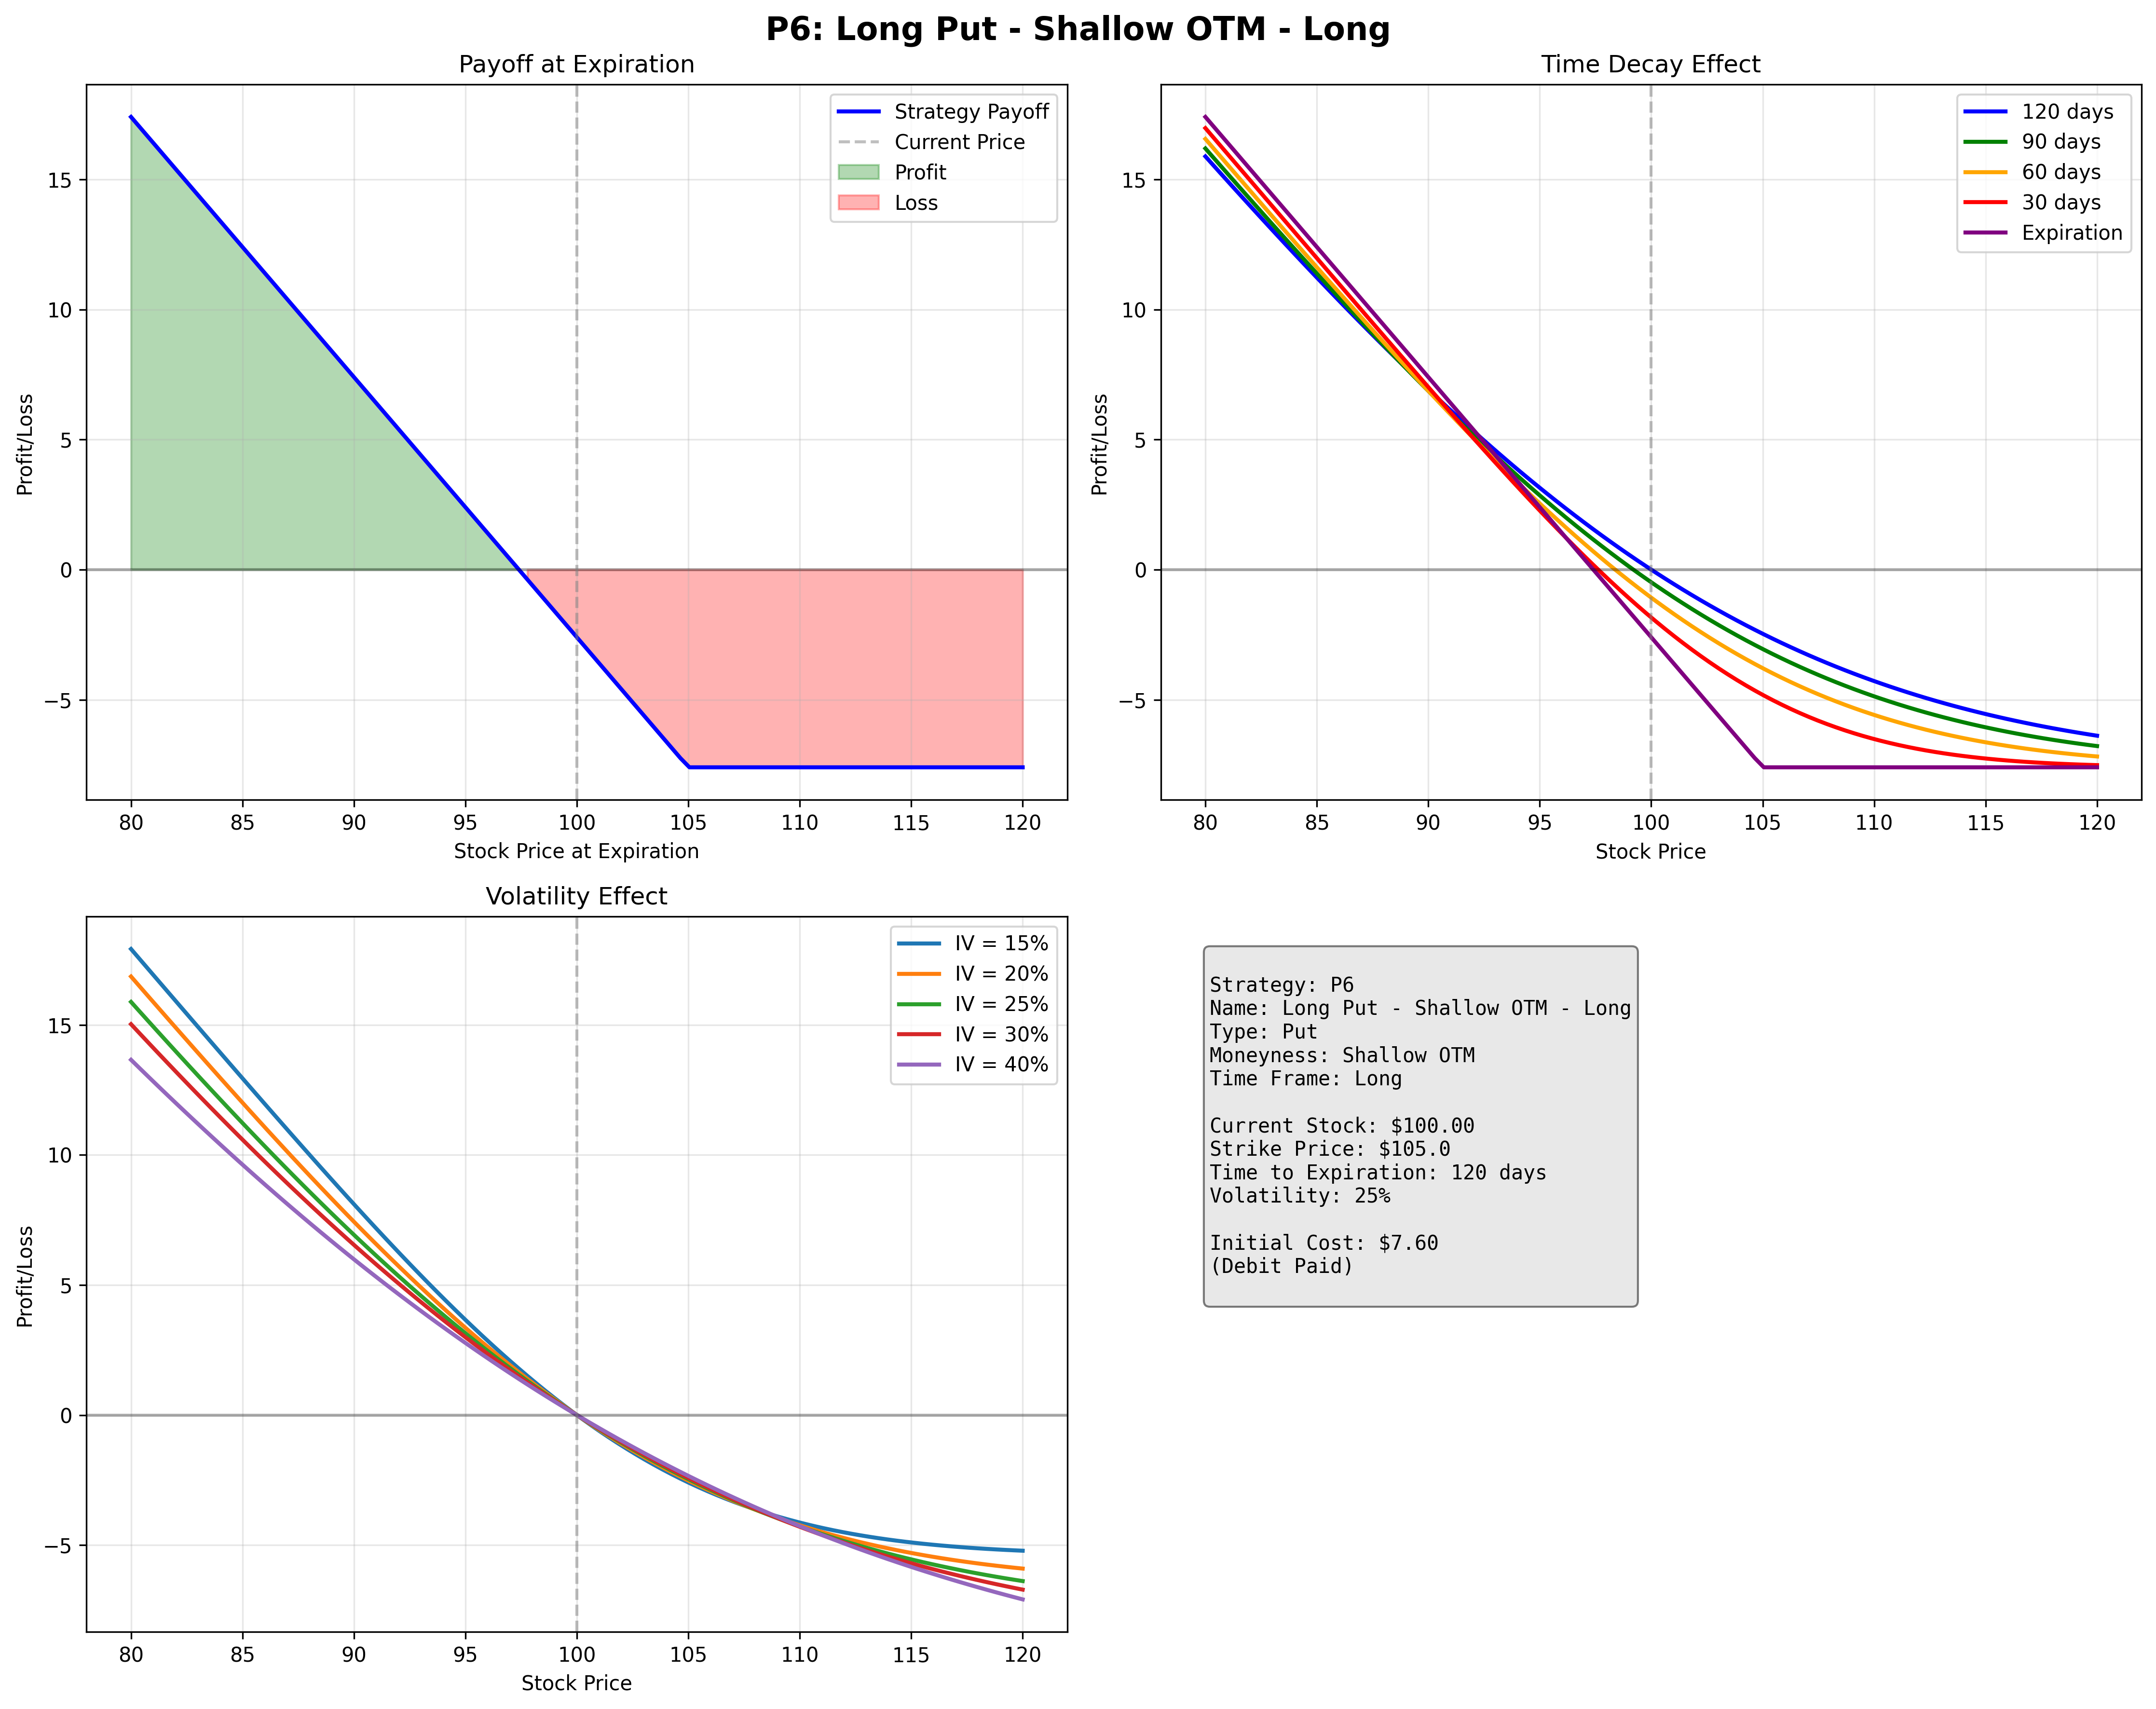 P6: Long Put - Shallow OTM - Long
Payoff at Expiration
Profit/Loss
15
10
5
0
−5
80 85 90 95 100 105 110 115 120
Stock Price at Expiration
Strategy Payoff
Current Price
Profit
Loss
Time Decay Effect
Profit/Loss
15
10
5
0
−5
80 85 90 95 100 105 110 115 120
Stock Price
120 days
90 days
60 days
30 days
Expiration
Volatility Effect
Profit/Loss
15
10
5
0
−5
80 85 90 95 100 105 110 115 120
Stock Price
IV = 15%
IV = 20%
IV = 25%
IV = 30%
IV = 40%
Strategy: P6
Name: Long Put - Shallow OTM - Long
Type: Put
Moneyness: Shallow OTM
Time Frame: Long
Current Stock: $100.00
Strike Price: $105.0
Time to Expiration: 120 days
Volatility: 25%
Initial Cost: $7.60
(Debit Paid)